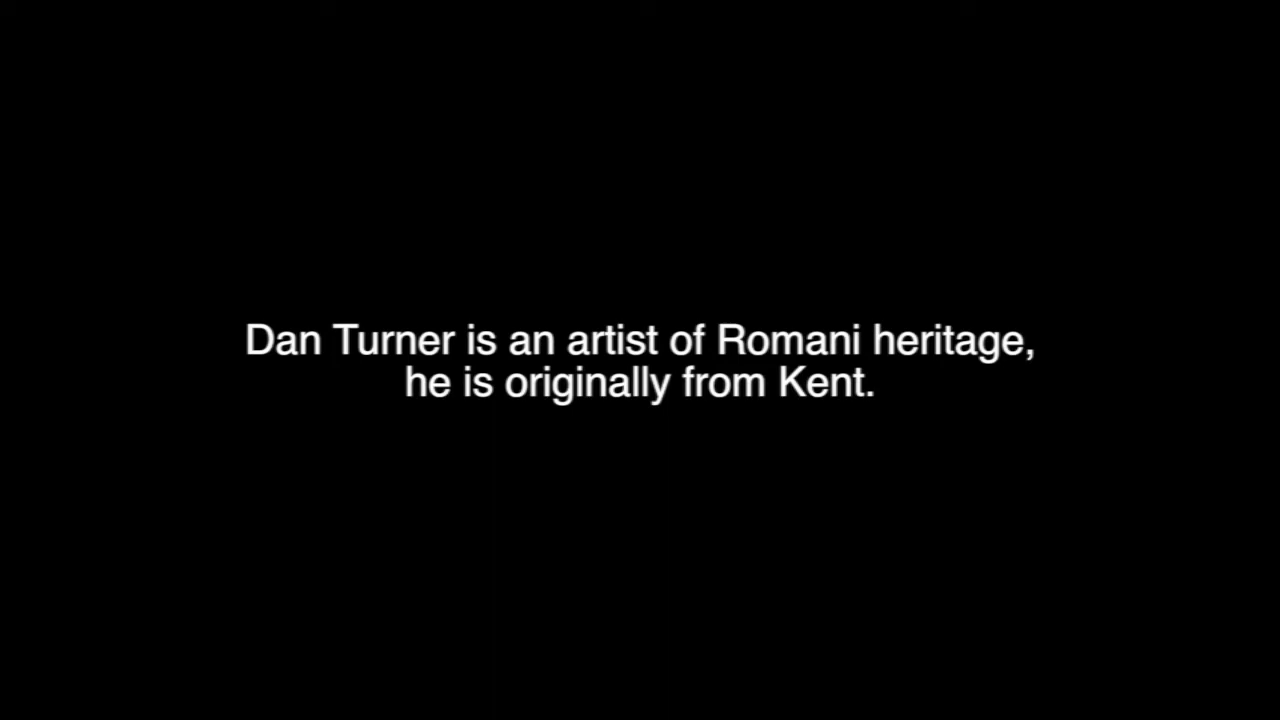 Dan Turner is an artist of Romani heritage,
he is originally from Kent.